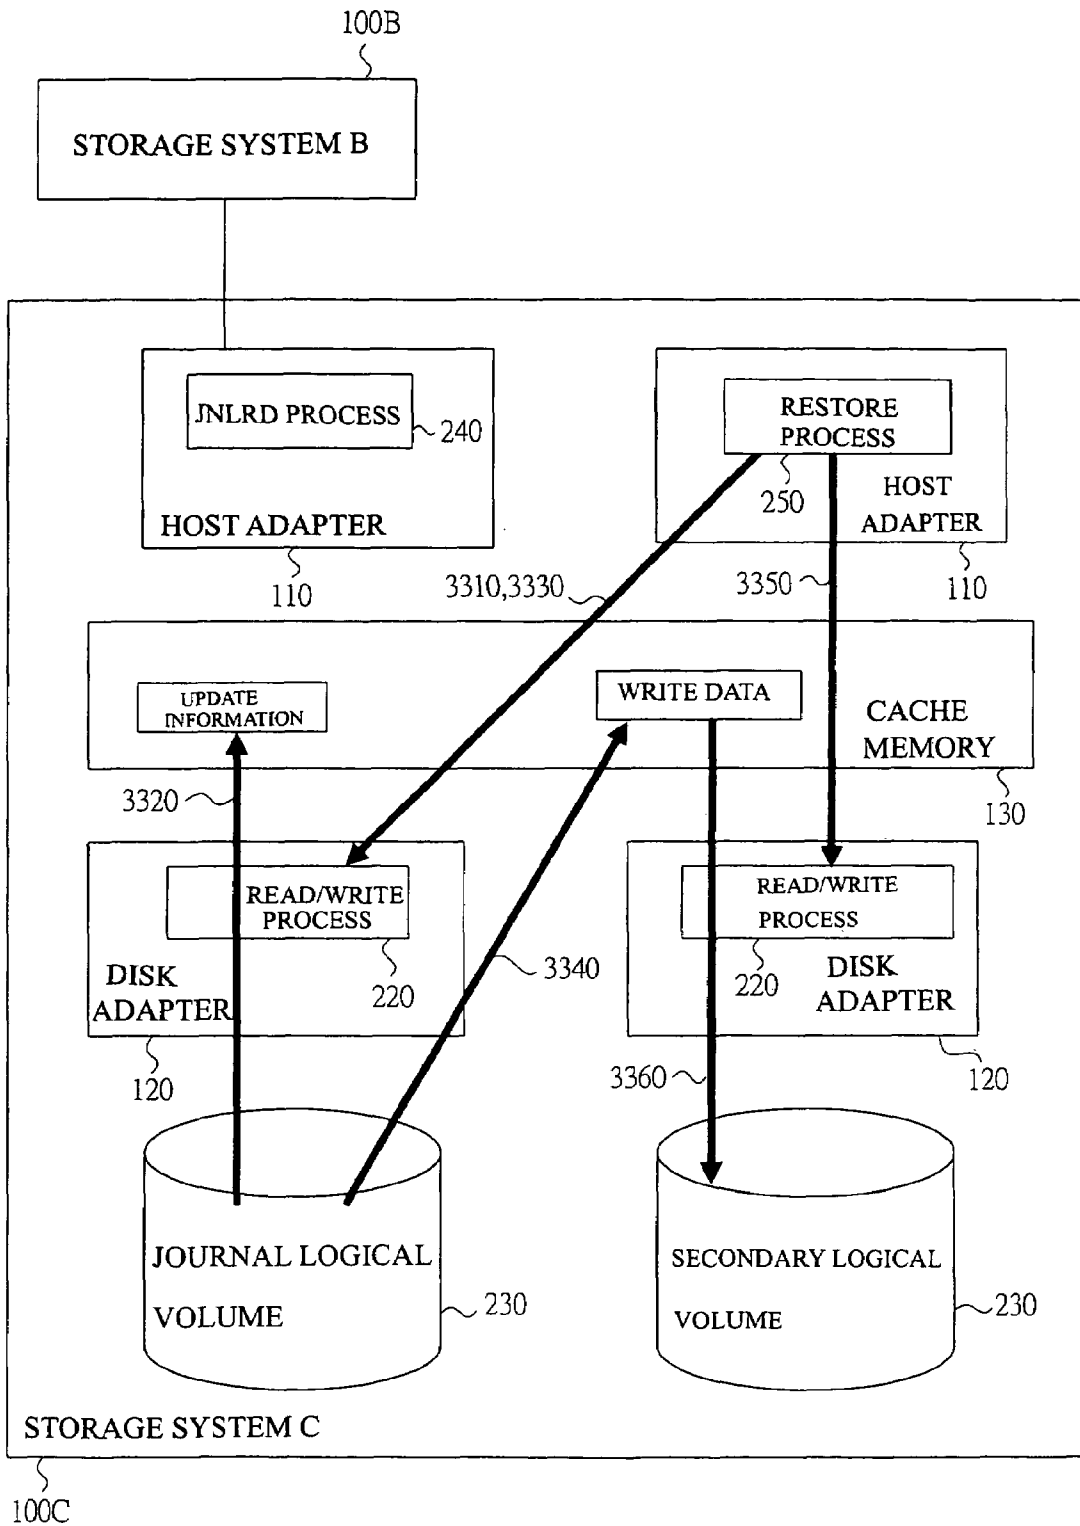 100B
STORAGE SYSTEM B
JNLRD PROCESS
240
HOST ADAPTER
110
RESTORE
PROCESS
250
HOST
ADAPTER
110
3310,3330
3350
UPDATE
INFORMATION
WRITE DATA
CACHE
MEMORY
130
3320
READ/WRITE
PROCESS
220
DISK
ADAPTER
120
3340
READ/WRITE
PROCESS
220
DISK
ADAPTER
120
3360
JOURNAL LOGICAL
VOLUME
230
SECONDARY LOGICAL
VOLUME
230
STORAGE SYSTEM C
100C